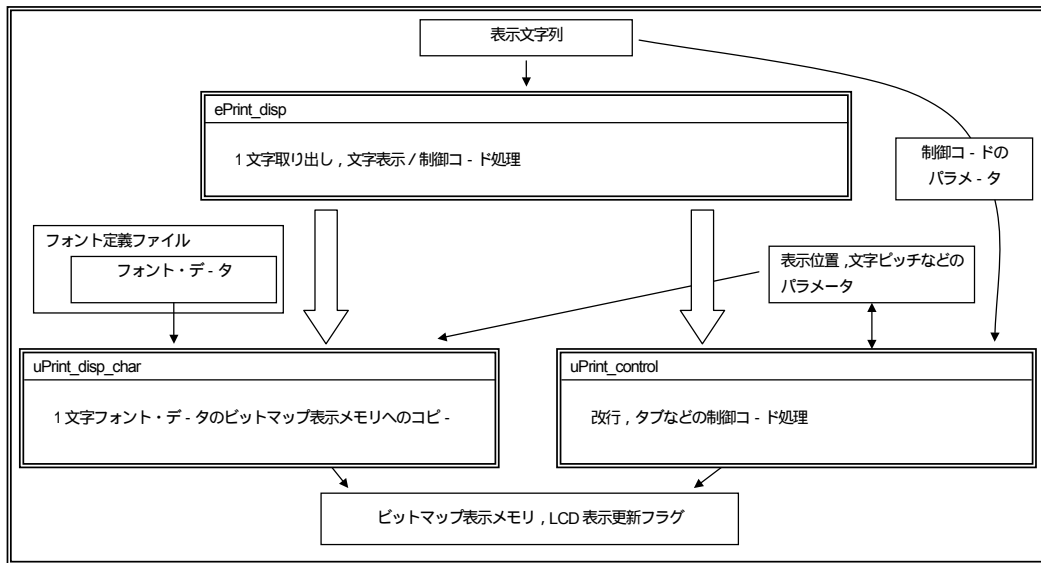 表示文字列
ePrint_disp
1文字取り出し , 文字表示 / 制御コ - ド処理
制御コ - ドの
パラメ - タ
フォント定義ファイル
フォント・デ - タ
表示位置 , 文字ピッチなどの
パラメータ
uPrint_disp_char
1文字フォント・デ - タのビットマップ表示メモリへのコピ -
uPrint_control
改行 , タブなどの制御コ - ド処理
ビットマップ表示メモリ , LCD 表示更新フラグ